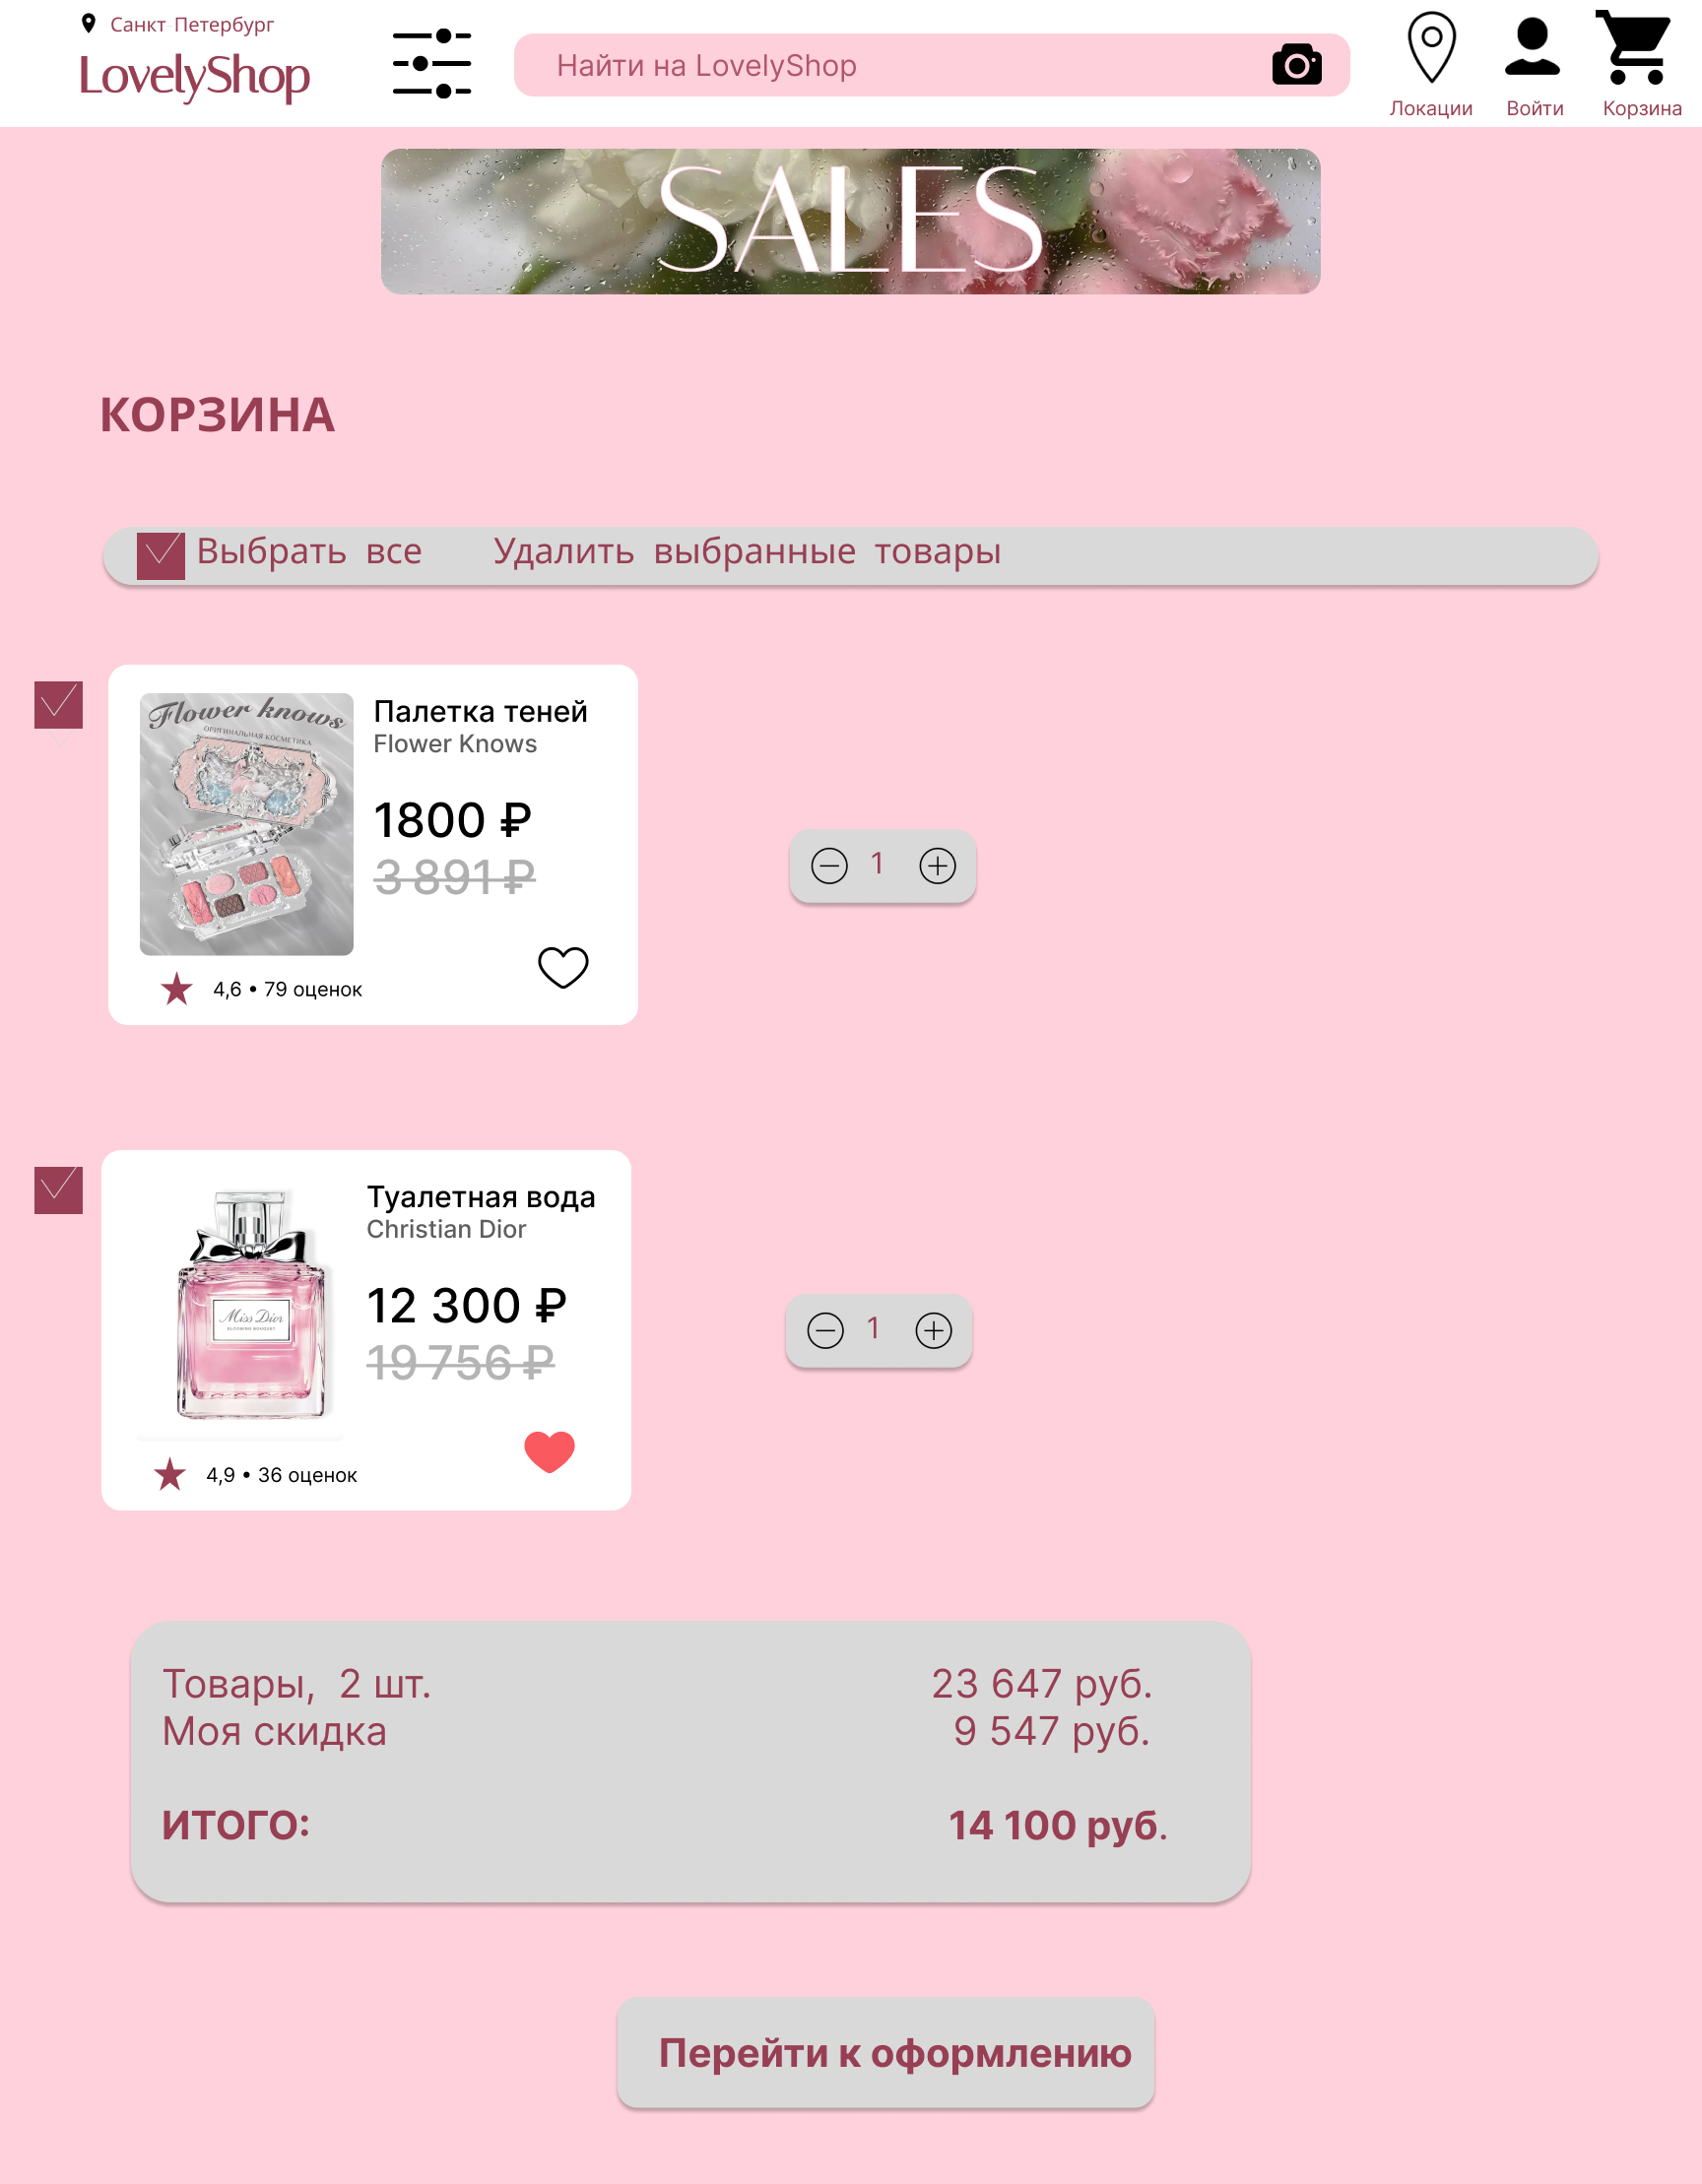 Санкт Петербург
LovelyShop
Найти на LovelyShop
Локации
Войти
Корзина
SALES
КОРЗИНА
Выбрать все
Удалить выбранные товары
Flower knows
ОРИГИНАЛЬНАЯ КОСМЕТИКА
Палетка теней
Flower Knows
1800 ₽
3 891 ₽
4,6 • 79 оценок
1
Miss Dior
BLOOMING BOUQUET
Туалетная вода
Christian Dior
12 300 ₽
19 756 ₽
4,9 • 36 оценок
1
Товары, 2 шт. 23 647 руб.
Моя скидка 9 547 руб.
ИТОГО: 14 100 руб.
Перейти к оформлению